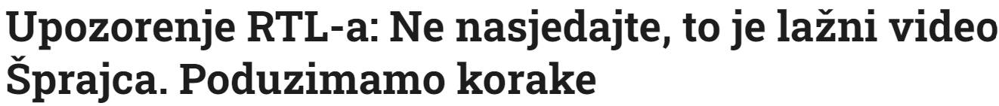 Upozorenje RTL-a: Ne nasjedajte, to je lažni video
Šprajca. Poduzimamo korake